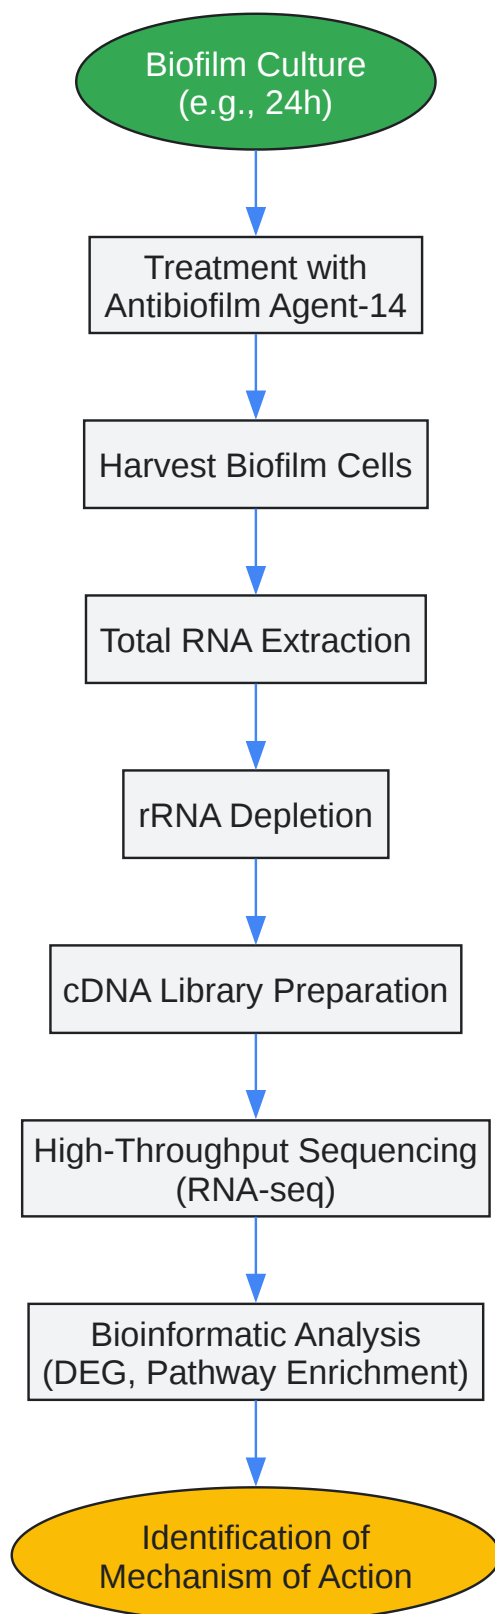 Biofilm Culture
(e.g., 24h)
Treatment with
Antibiofilm Agent-14
Harvest Biofilm Cells
Total RNA Extraction
rRNA Depletion
cDNA Library Preparation
High-Throughput Sequencing
(RNA-seq)
Bioinformatic Analysis
(DEG, Pathway Enrichment)
Identification of
Mechanism of Action